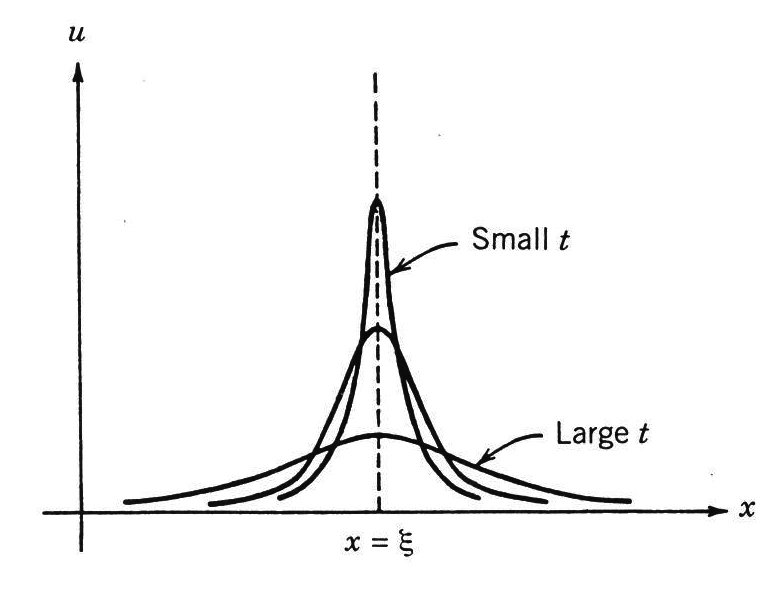 u
Small t
Large t
x
x = ξ